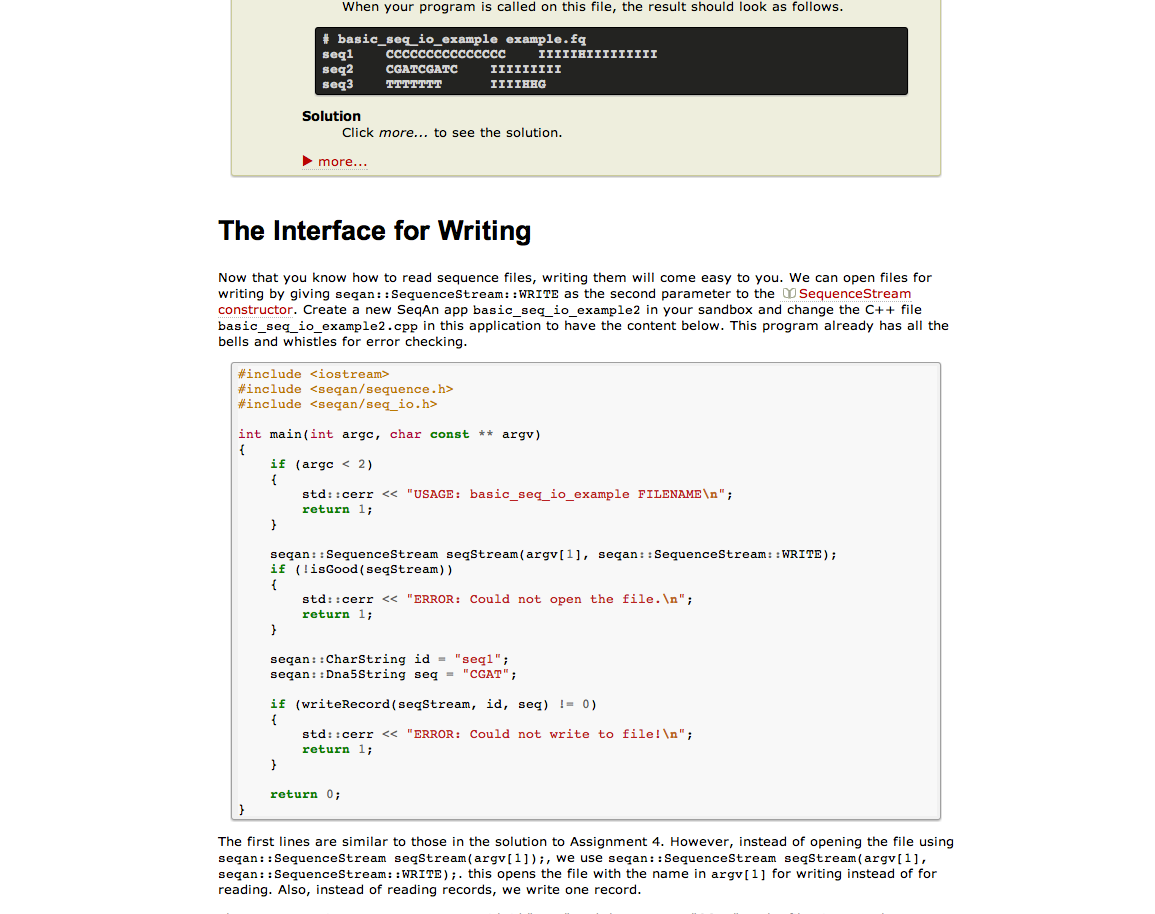 When your program is called on this file, the result should look as follows.
# basic_seq_io_example example.fq
seq1    CCCCCCCCCCCCCCC    IIIIIHIIIIIIIII
seq2    CGATCGATC    IIIIIIIII
seq3    TTTTTTT      IIIIHHG
Solution
Click more... to see the solution.
more...
The Interface for Writing
Now that you know how to read sequence files, writing them will come easy to you. We can open files for
writing by giving seqan::SequenceStream::WRITE as the second parameter to the SequenceStream
constructor. Create a new SeqAn app basic_seq_io_example2 in your sandbox and change the C++ file
basic_seq_io_example2.cpp in this application to have the content below. This program already has all the
bells and whistles for error checking.
#include <iostream>
#include <seqan/sequence.h>
#include <seqan/seq_io.h>
int main(int argc, char const ** argv)
{
    if (argc < 2)
    {
        std::cerr << "USAGE: basic_seq_io_example FILENAME\n";
        return 1;
    }
    seqan::SequenceStream seqStream(argv[1], seqan::SequenceStream::WRITE);
    if (!isGood(seqStream))
    {
        std::cerr << "ERROR: Could not open the file.\n";
        return 1;
    }
    seqan::CharString id = "seq1";
    seqan::Dna5String seq = "CGAT";
    if (writeRecord(seqStream, id, seq) != 0)
    {
        std::cerr << "ERROR: Could not write to file!\n";
        return 1;
    }
    return 0;
}
The first lines are similar to those in the solution to Assignment 4. However, instead of opening the file using
seqan::SequenceStream seqStream(argv[1]);, we use seqan::SequenceStream seqStream(argv[1],
seqan::SequenceStream::WRITE);. this opens the file with the name in argv[1] for writing instead of for
reading. Also, instead of reading records, we write one record.